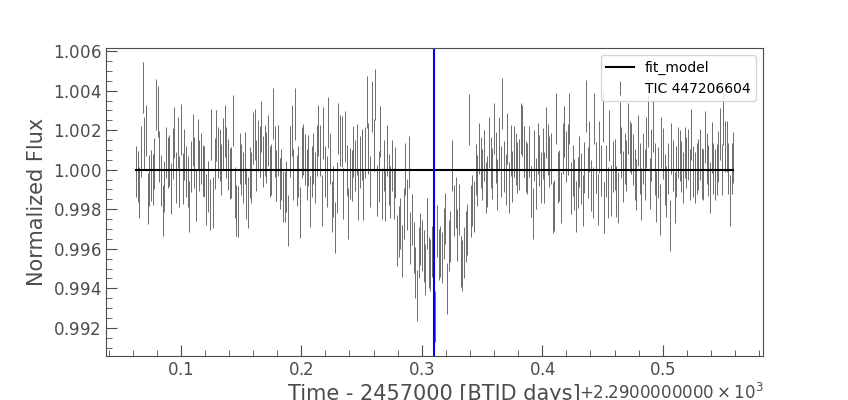 1.006
1.004
1.002
1.000
0.998
0.996
0.994
0.992
Normalized Flux
fit_model
TIC 447206604
0.1 0.2 0.3 0.4 0.5
Time - 2457000 [BTJD days]
+2.2900000000 × 10³